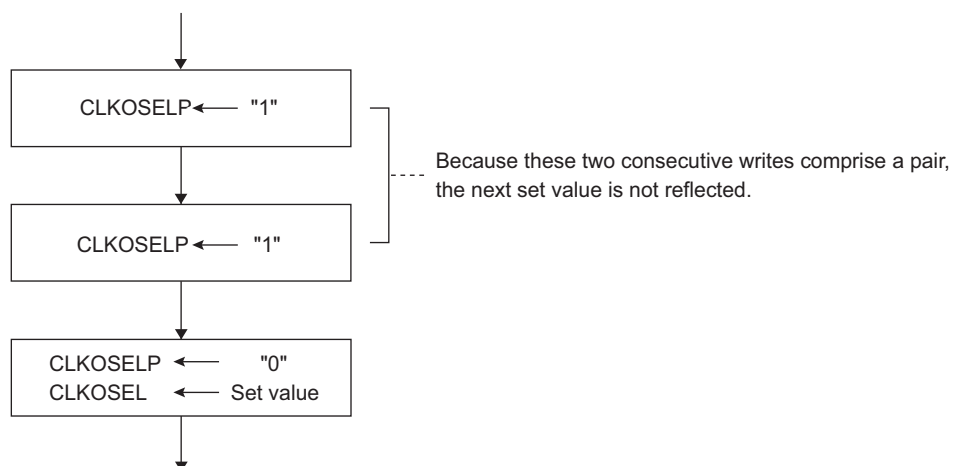 CLKOSELP ← "1"
Because these two consecutive writes comprise a pair,
the next set value is not reflected.
CLKOSELP ← "1"
CLKOSELP ← "0"
CLKOSEL ← Set value